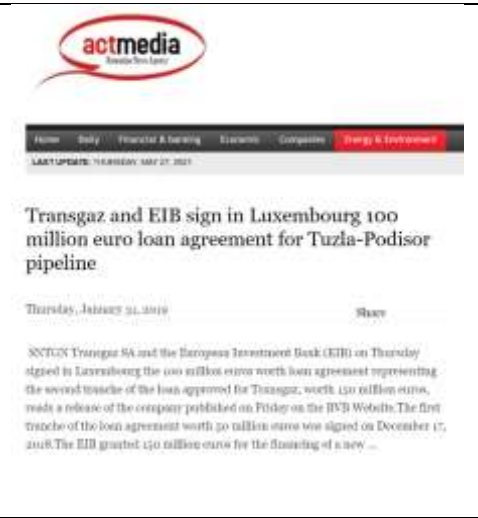 actmedia
Romanian News Agency
Home Daily Financial & banking Economic Companies Energy & Environment
LAST UPDATE: THURSDAY, MAY 27, 2021
Transgaz and EIB sign in Luxembourg 100
million euro loan agreement for Tuzla-Podisor
pipeline
Thursday, January 31, 2019
Share
SNTGN Transgaz SA and the European Investment Bank (EIB) on Thursday
signed in Luxembourg the 100 million euros worth loan agreement representing
the second tranche of the loan approved for Transgaz, worth 150 million euros,
reads a release of the company published on Friday on the BVB Website.The first
tranche of the loan agreement worth 50 million euros was signed on December 17,
2018.The EIB granted 150 million euros for the financing of a new ...